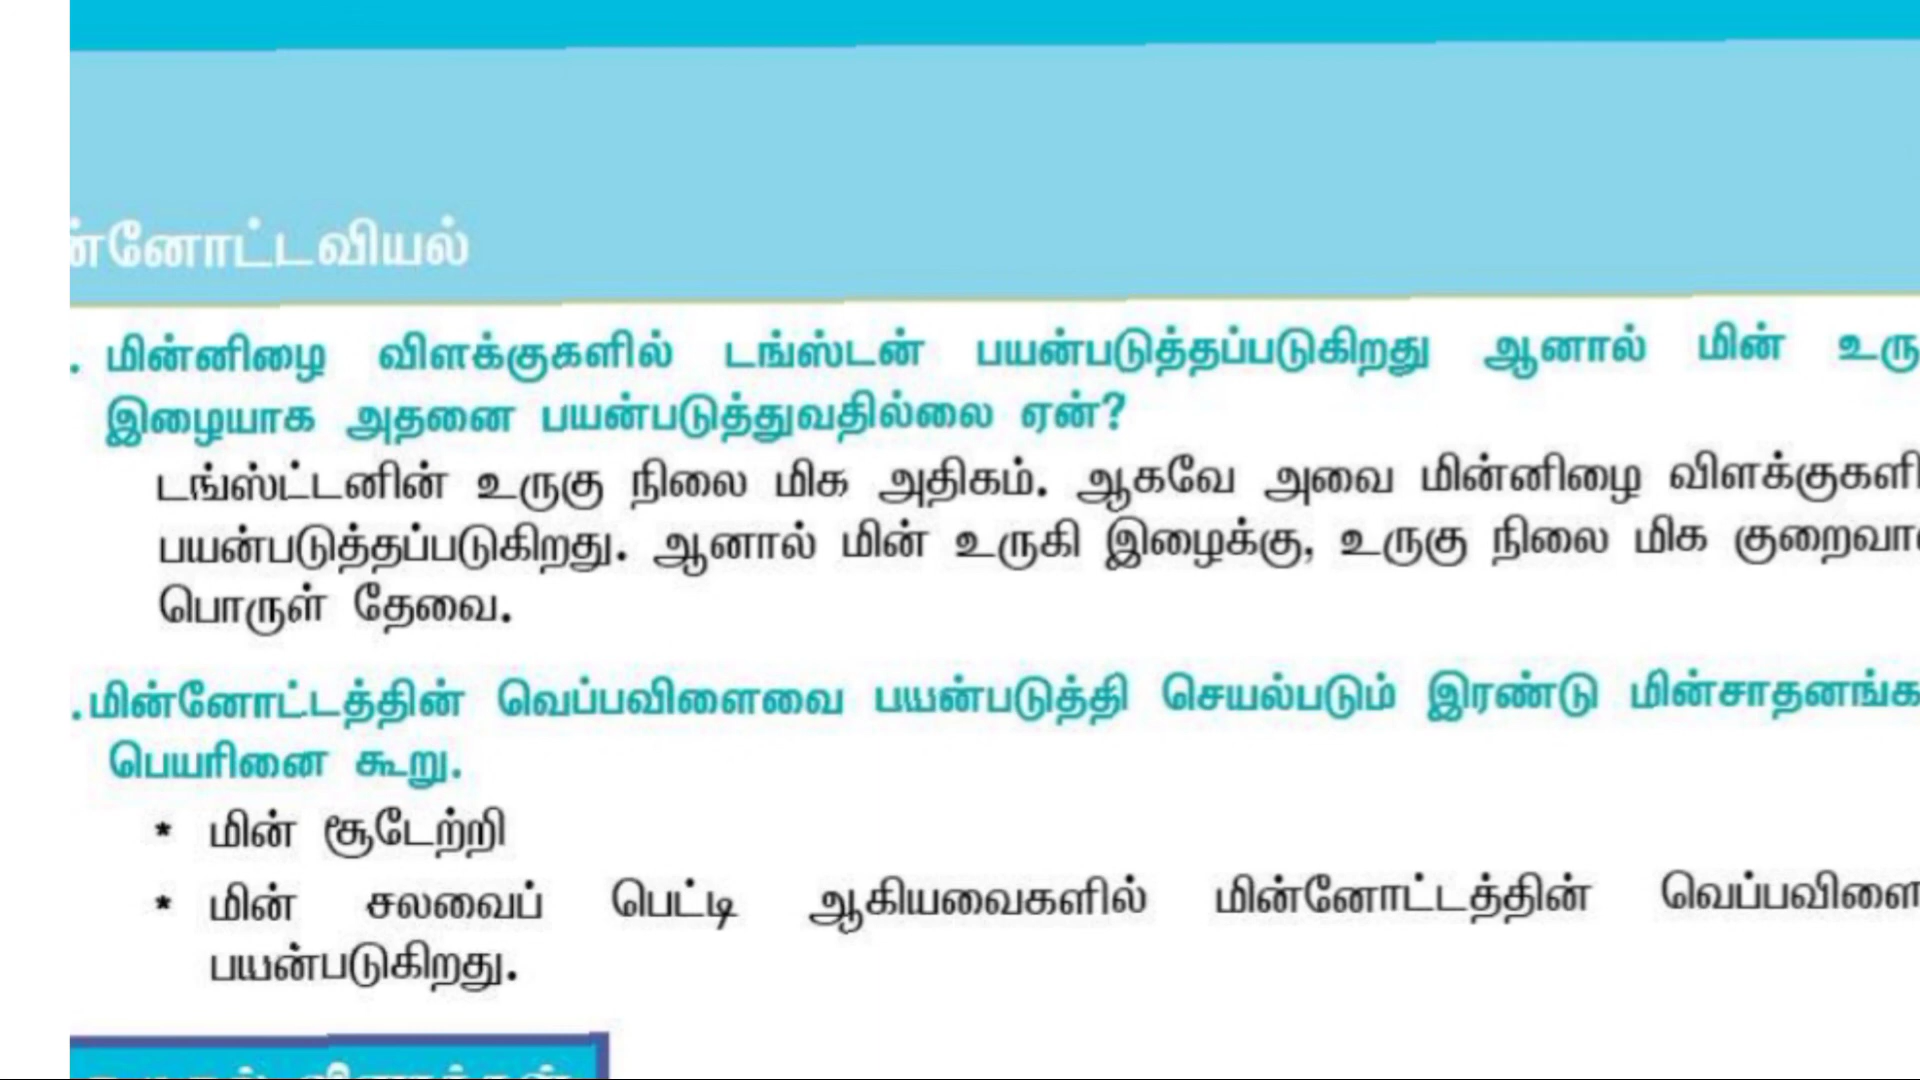 ன்னோட்டவியல்
. மின்னிழை விளக்குகளில் டங்ஸ்டன் பயன்படுத்தப்படுகிறது ஆனால் மின் உரு
இழையாக அதனை பயன்படுத்துவதில்லை ஏன்?
டங்ஸ்ட்டனின் உருகு நிலை மிக அதிகம். ஆகவே அவை மின்னிழை விளக்குகளி
பயன்படுத்தப்படுகிறது. ஆனால் மின் உருகி இழைக்கு, உருகு நிலை மிக குறைவா
பொருள் தேவை.
.மின்னோட்டத்தின் வெப்பவிளைவை பயன்படுத்தி செயல்படும் இரண்டு மின்சாதனங்க
பெயரினை கூறு.
* மின் சூடேற்றி
* மின் சலவைப் பெட்டி ஆகியவைகளில் மின்னோட்டத்தின் வெப்பவிளை
பயன்படுகிறது.